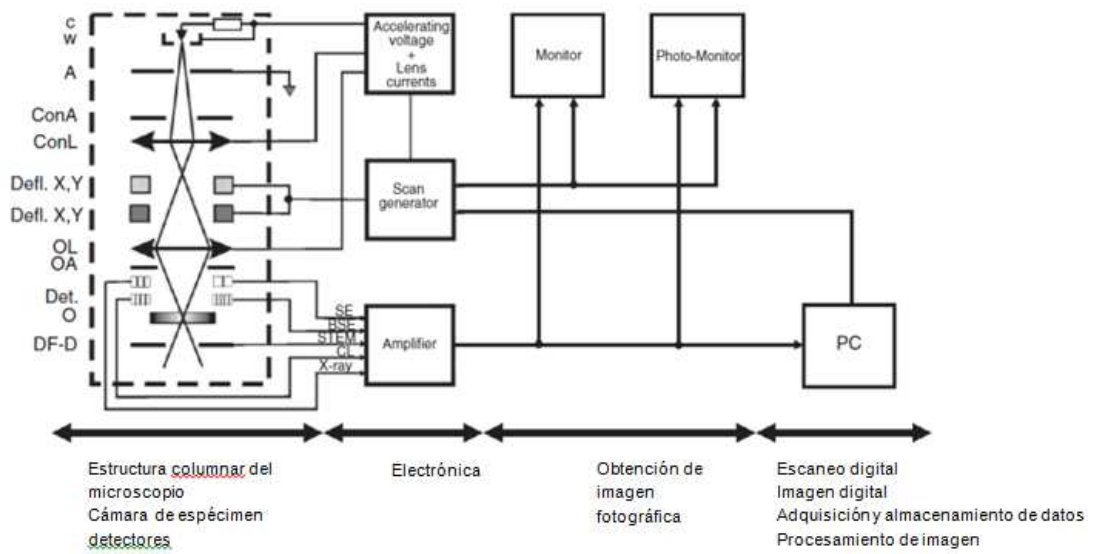 C
W
A
ConA
ConL
Defl. X,Y
Defl. X,Y
OL
OA
Det.
O
DF-D
Accelerating
voltage
+
Lens
currents
Scan
generator
SE
BSE
STEM
CL
X-ray
Amplifier
Monitor
Photo-Monitor
PC
Estructura columnar del
microscopio
Cámara de espécimen
detectores
Electrónica
Obtención de
imagen
fotográfica
Escaneo digital
Imagen digital
Adquisición y almacenamiento de datos
Procesamiento de imagen